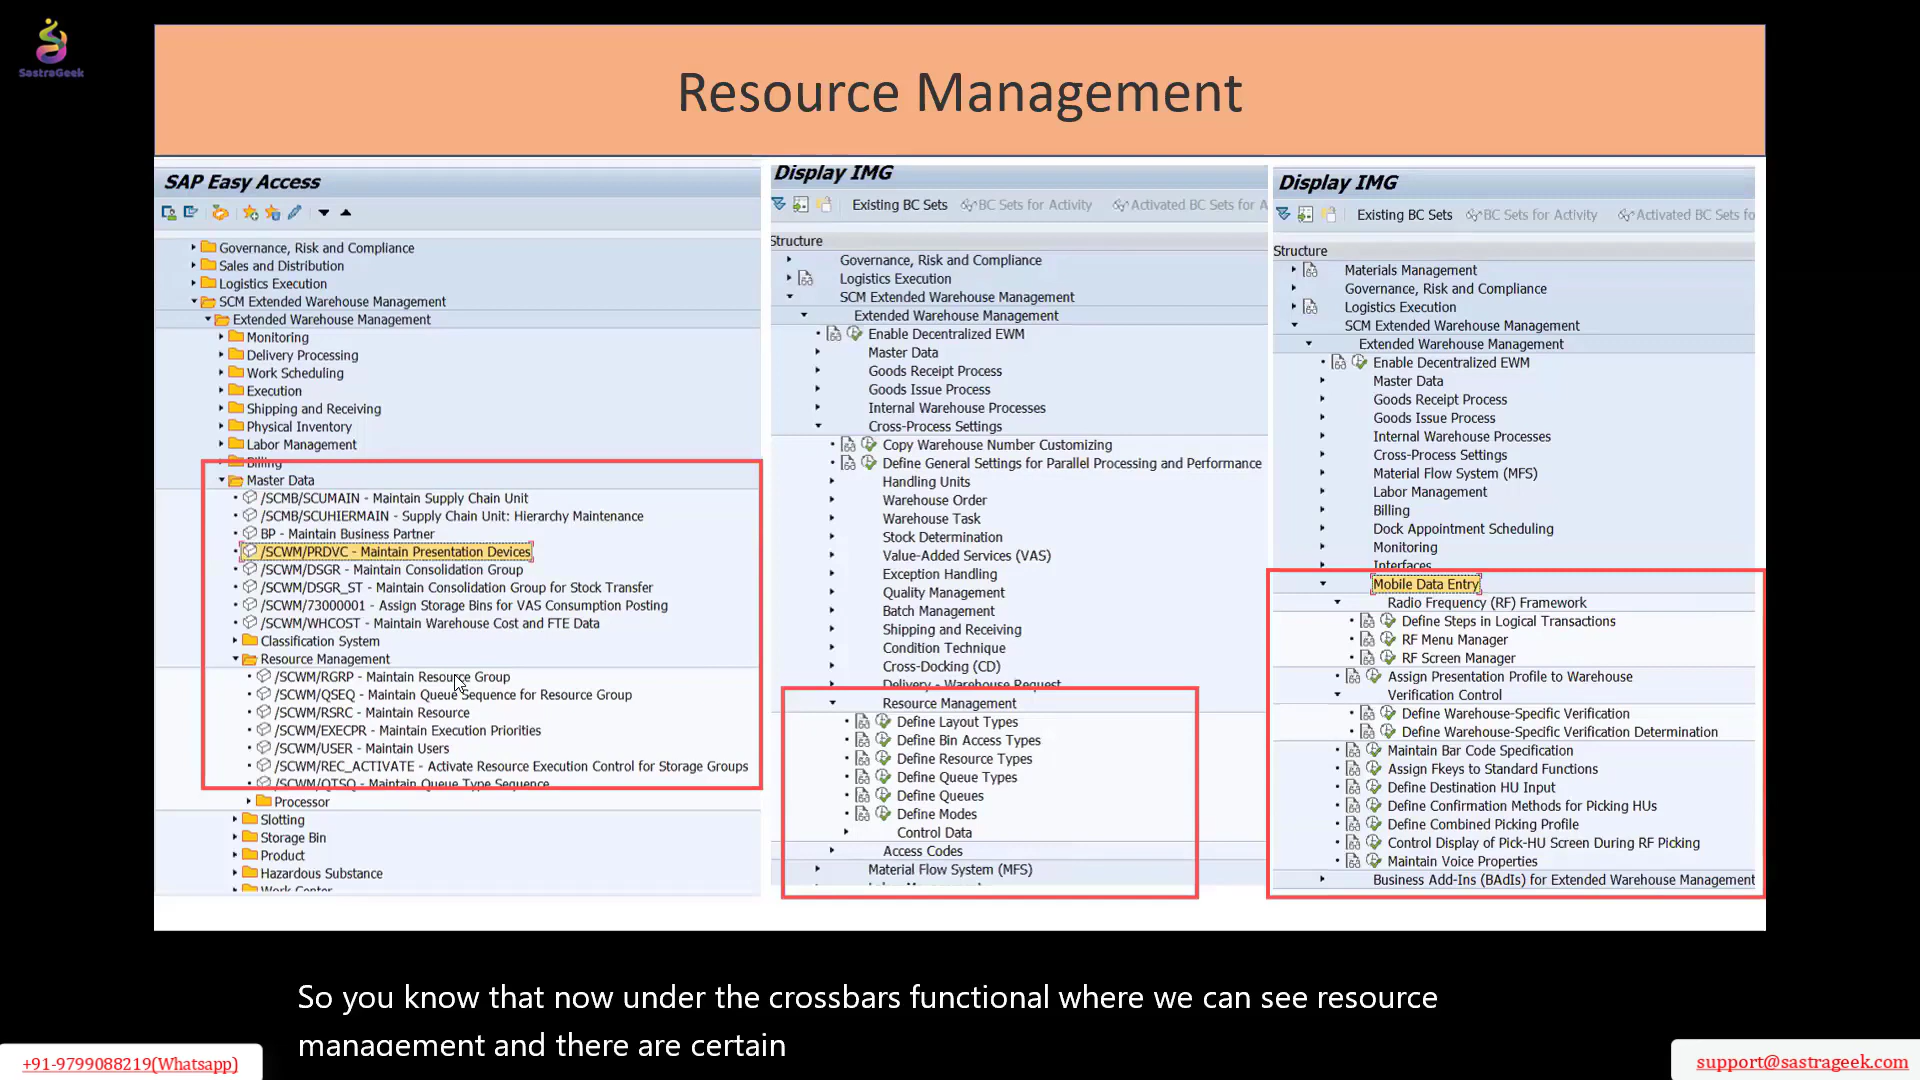 SastraGeek
Resource Management
SAP Easy Access
Governance, Risk and Compliance
Sales and Distribution
Logistics Execution
SCM Extended Warehouse Management
Extended Warehouse Management
Monitoring
Delivery Processing
Work Scheduling
Execution
Shipping and Receiving
Physical Inventory
Labor Management
Billing
Master Data
/SCMB/SCUMAIN - Maintain Supply Chain Unit
/SCMB/SCUHIERMAIN - Supply Chain Unit: Hierarchy Maintenance
BP - Maintain Business Partner
/SCWM/PRDVC - Maintain Presentation Devices
/SCWM/DSGR - Maintain Consolidation Group
/SCWM/DSGR_ST - Maintain Consolidation Group for Stock Transfer
/SCWM/73000001 - Assign Storage Bins for VAS Consumption Posting
/SCWM/WHCOST - Maintain Warehouse Cost and FTE Data
Classification System
Resource Management
/SCWM/RGRP - Maintain Resource Group
/SCWM/QSEQ - Maintain Queue Sequence for Resource Group
/SCWM/RSRC - Maintain Resource
/SCWM/EXECPR - Maintain Execution Priorities
/SCWM/USER - Maintain Users
/SCWM/REC_ACTIVATE - Activate Resource Execution Control for Storage Groups
/SCWM/QTSQ - Maintain Queue Type Sequence
Processor
Slotting
Storage Bin
Product
Hazardous Substance
Work Center
Display IMG
Existing BC Sets BC Sets for Activity Activated BC Sets for A
Structure
Governance, Risk and Compliance
Logistics Execution
SCM Extended Warehouse Management
Extended Warehouse Management
Enable Decentralized EWM
Master Data
Goods Receipt Process
Goods Issue Process
Internal Warehouse Processes
Cross-Process Settings
Copy Warehouse Number Customizing
Define General Settings for Parallel Processing and Performance
Handling Units
Warehouse Order
Warehouse Task
Stock Determination
Value-Added Services (VAS)
Exception Handling
Quality Management
Batch Management
Shipping and Receiving
Condition Technique
Cross-Docking (CD)
Delivery - Warehouse Request
Resource Management
Define Layout Types
Define Bin Access Types
Define Resource Types
Define Queue Types
Define Queues
Define Modes
Control Data
Access Codes
Material Flow System (MFS)
Display IMG
Existing BC Sets BC Sets for Activity Activated BC Sets fo
Structure
Materials Management
Governance, Risk and Compliance
Logistics Execution
SCM Extended Warehouse Management
Extended Warehouse Management
Enable Decentralized EWM
Master Data
Goods Receipt Process
Goods Issue Process
Internal Warehouse Processes
Cross-Process Settings
Material Flow System (MFS)
Labor Management
Billing
Dock Appointment Scheduling
Monitoring
Interfaces
Mobile Data Entry
Radio Frequency (RF) Framework
Define Steps in Logical Transactions
RF Menu Manager
RF Screen Manager
Assign Presentation Profile to Warehouse
Verification Control
Define Warehouse-Specific Verification
Define Warehouse-Specific Verification Determination
Maintain Bar Code Specification
Assign Fkeys to Standard Functions
Define Destination HU Input
Define Confirmation Methods for Picking HUs
Define Combined Picking Profile
Control Display of Pick-HU Screen During RF Picking
Maintain Voice Properties
Business Add-Ins (BAdIs) for Extended Warehouse Management
So you know that now under the crossbars functional where we can see resource
management and there are certain
+91-9799088219(Whatsapp)
support@sastrageek.com